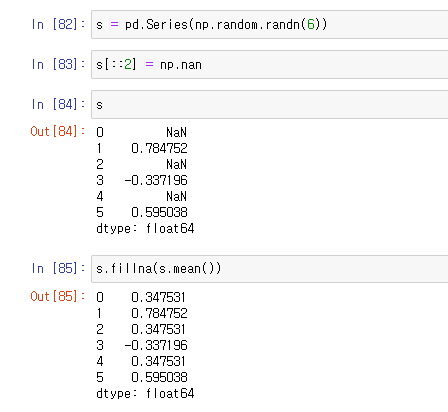 In [82]: s = pd.Series(np.random.randn(6))
In [83]: s[::2] = np.nan
In [84]: s
Out[84]: 0 NaN
1 0.784752
2 NaN
3 -0.337196
4 NaN
5 0.595038
dtype: float64
In [85]: s.fillna(s.mean())
Out[85]: 0 0.347531
1 0.784752
2 0.347531
3 -0.337196
4 0.347531
5 0.595038
dtype: float64